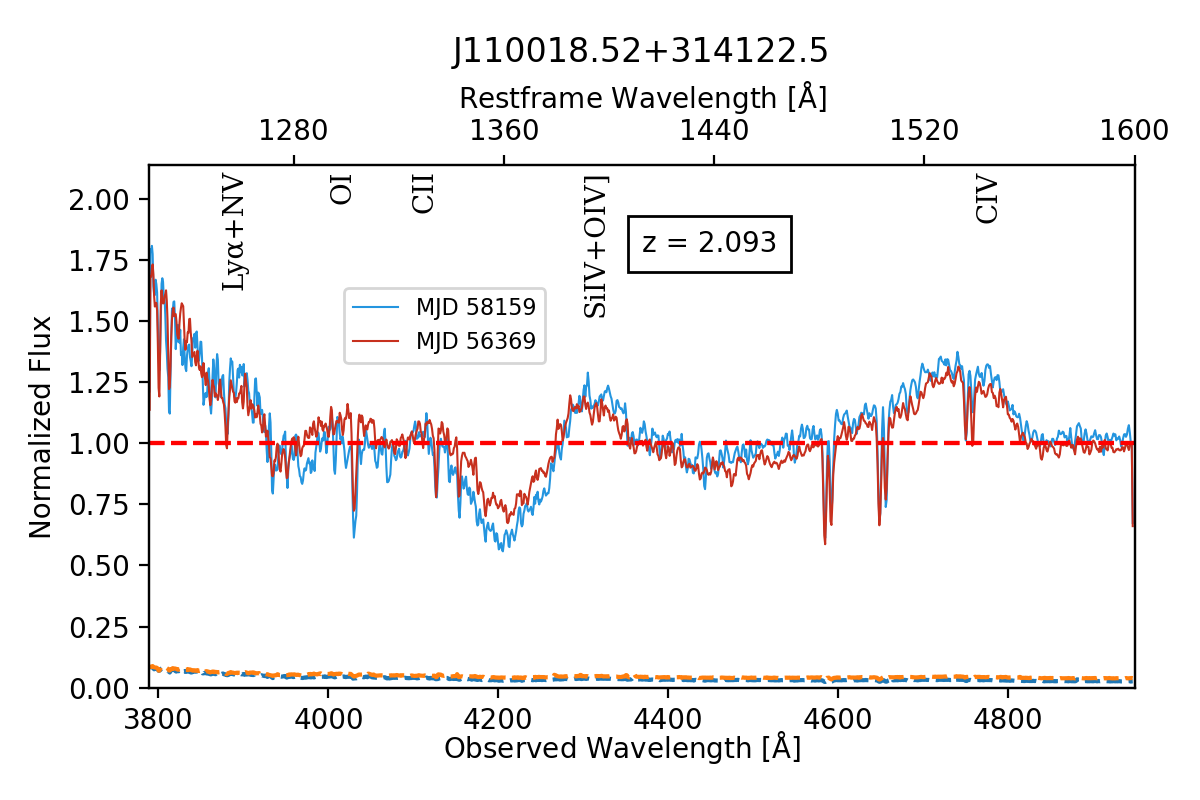 J110018.52+314122.5
Restframe Wavelength [Å]
1280 1360 1440 1520 1600
Lyα+NV
OI
CII
SiIV+OIV]
CIV
z = 2.093
MJD 58159
MJD 56369
Normalized Flux
2.00
1.75
1.50
1.25
1.00
0.75
0.50
0.25
0.00
3800 4000 4200 4400 4600 4800
Observed Wavelength [Å]